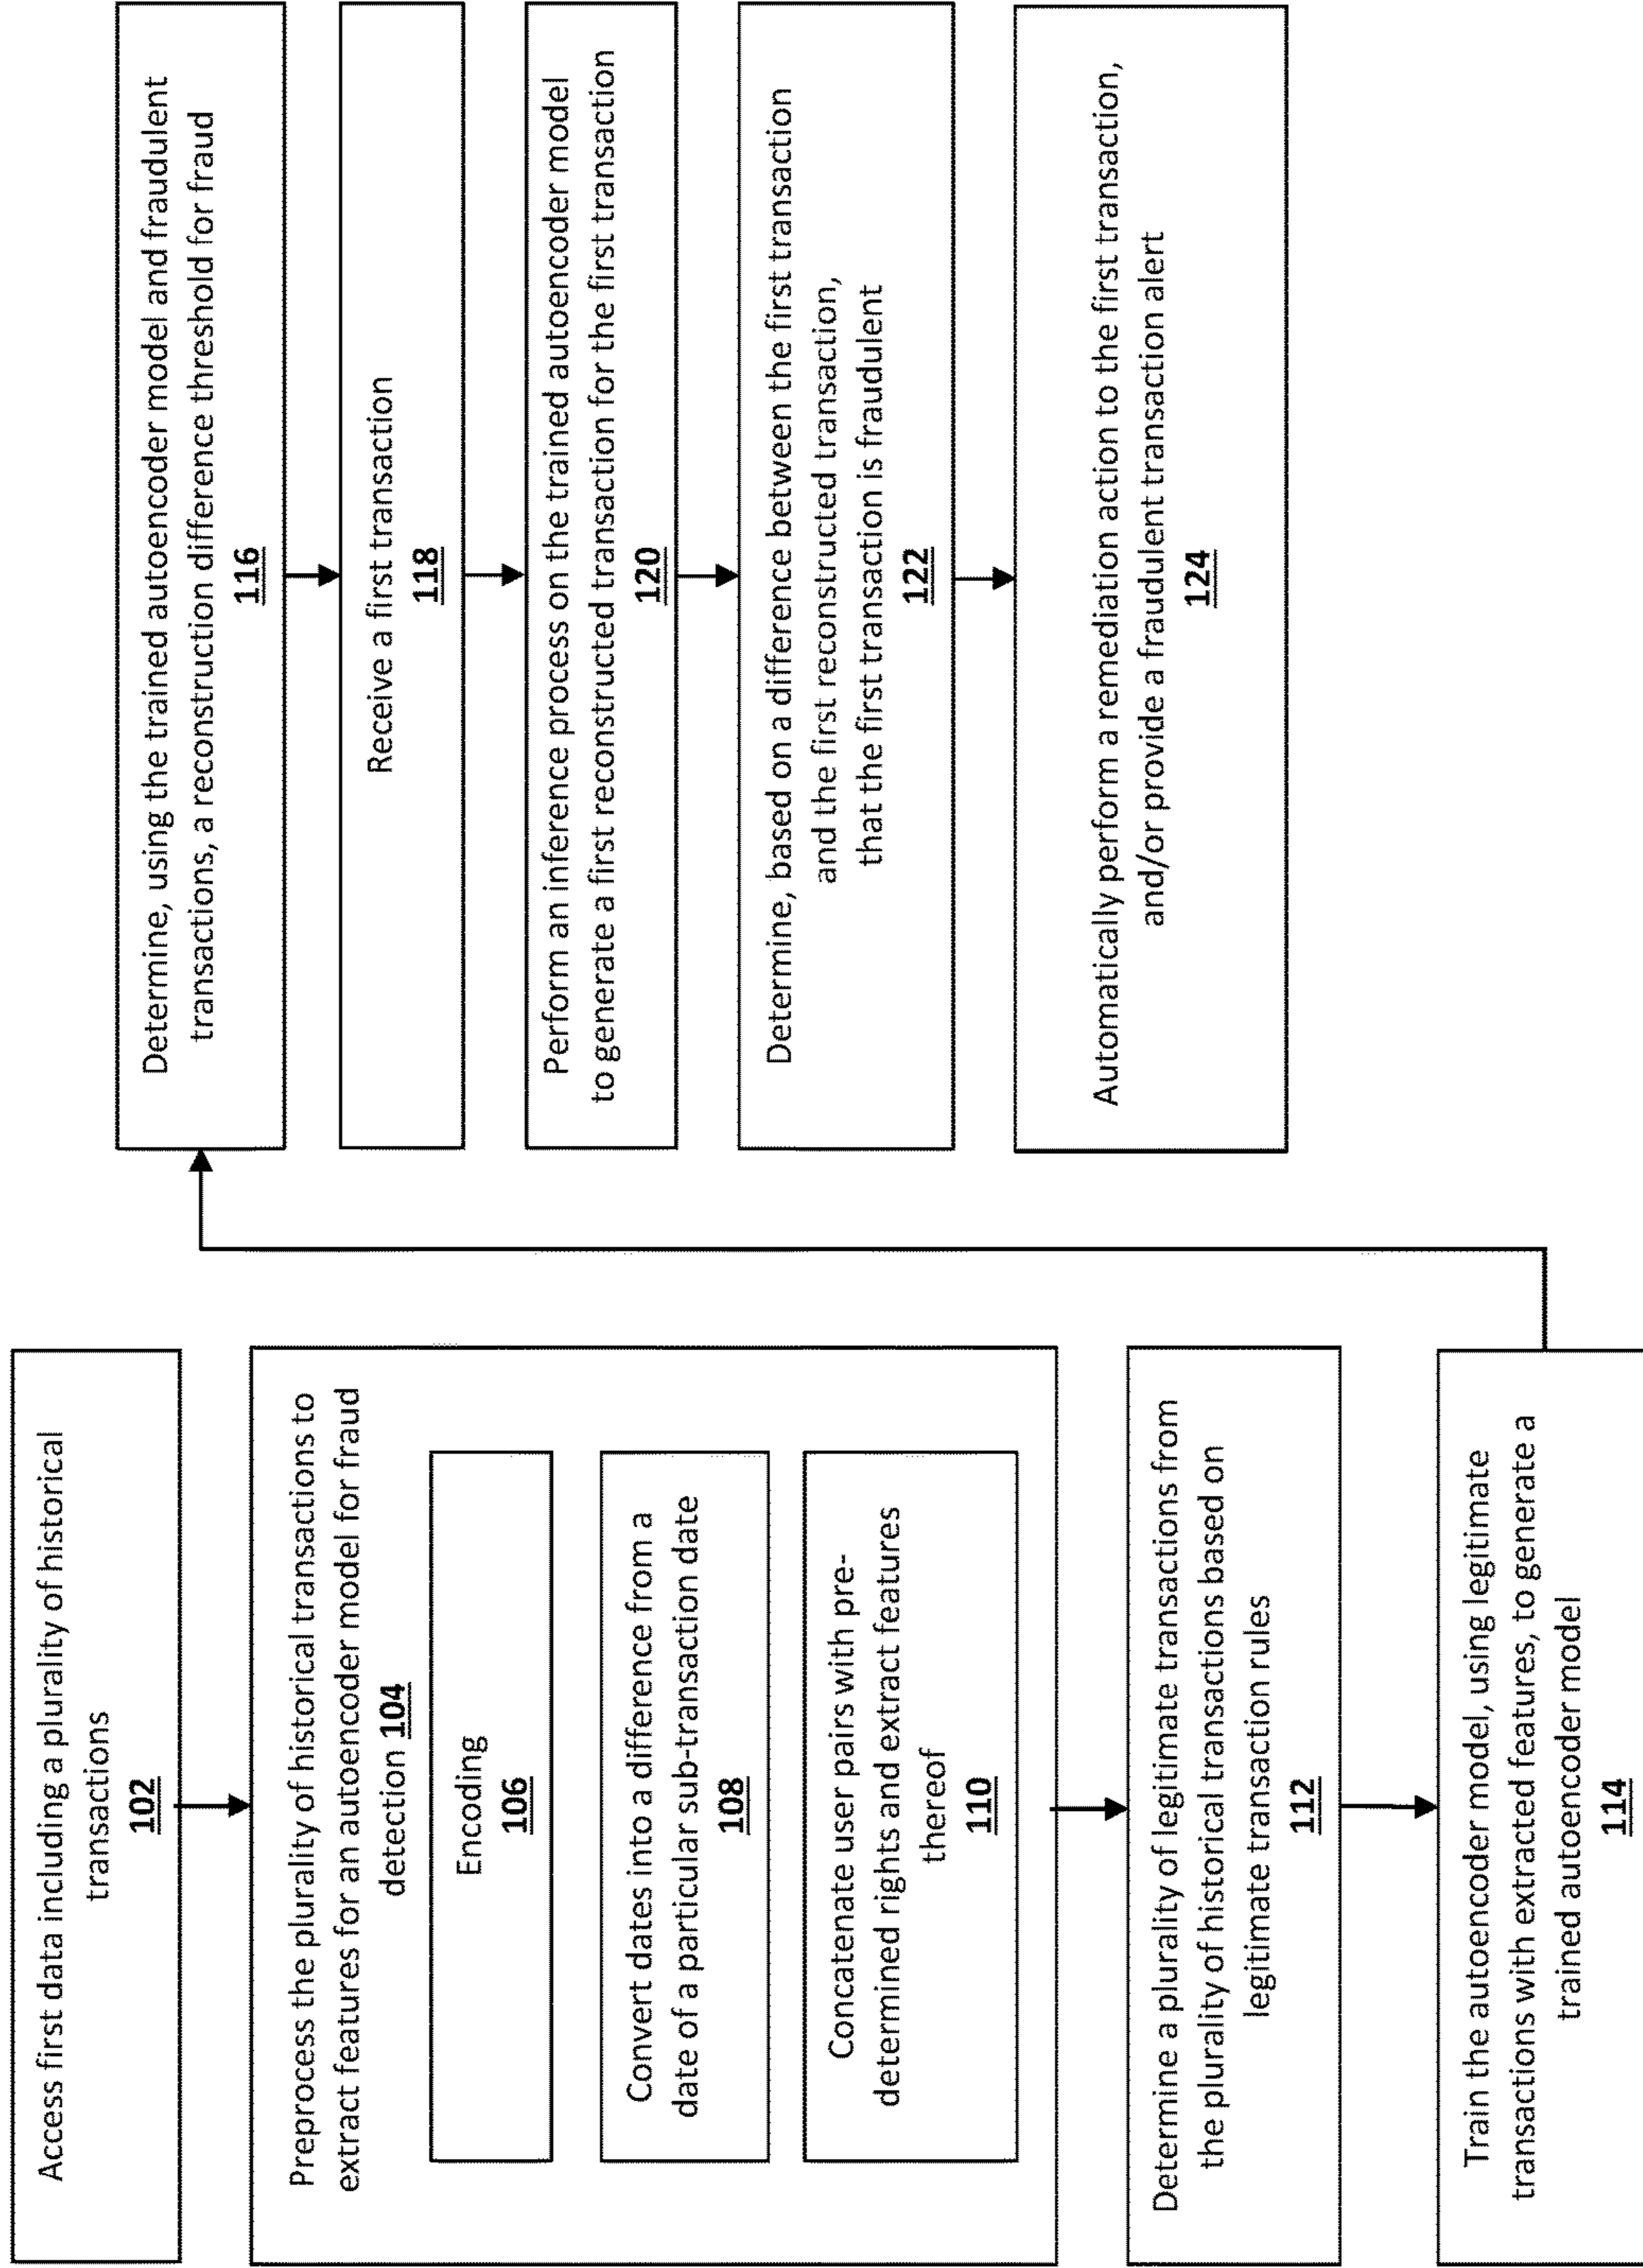 Access first data including a plurality of historical
transactions
102
Preprocess the plurality of historical transactions to
extract features for an autoencoder model for fraud
detection 104
Encoding
106
Convert dates into a difference from a
date of a particular sub-transaction date
108
Concatenate user pairs with pre-
determined rights and extract features
thereof
110
Determine a plurality of legitimate transactions from
the plurality of historical transactions based on
legitimate transaction rules
112
Train the autoencoder model, using legitimate
transactions with extracted features, to generate a
trained autoencoder model
114
Determine, using the trained autoencoder model and fraudulent
transactions, a reconstruction difference threshold for fraud
116
Receive a first transaction
118
Perform an inference process on the trained autoencoder model
to generate a first reconstructed transaction for the first transaction
120
Determine, based on a difference between the first transaction
and the first reconstructed transaction,
that the first transaction is fraudulent
122
Automatically perform a remediation action to the first transaction,
and/or provide a fraudulent transaction alert
124